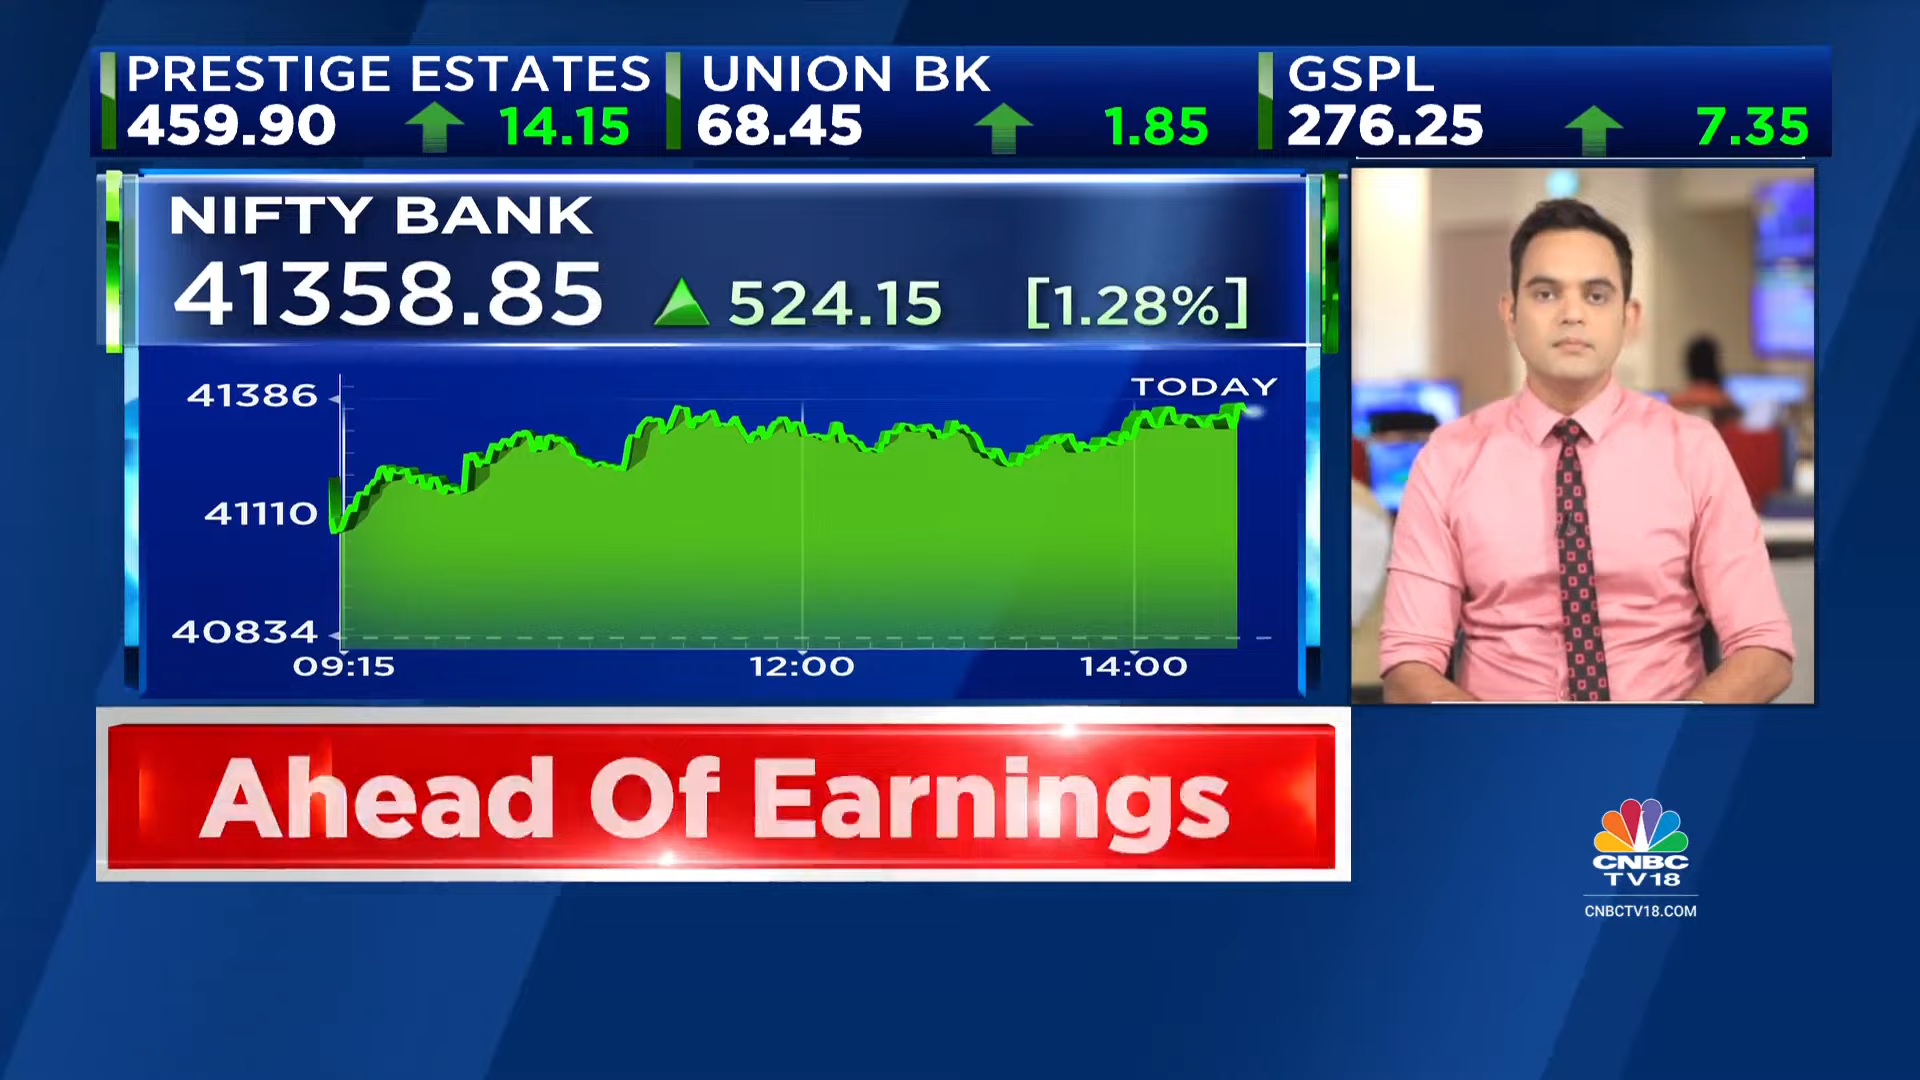 PRESTIGE ESTATES
459.90 14.15
UNION BK
68.45 1.85
GSPL
276.25 7.35
NIFTY BANK
41358.85 524.15 [1.28%]
TODAY
41386
41110
40834
09:15 12:00 14:00
Ahead Of Earnings
CNBC
TV18
CNBCTV18.COM